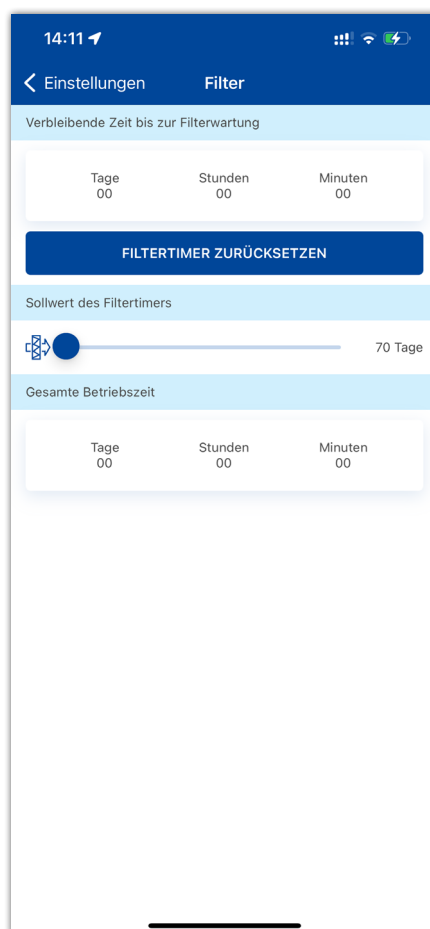 14:11
Einstellungen
Filter
Verbleibende Zeit bis zur Filterwartung
Tage Stunden Minuten
00 00 00
FILTERTIMER ZURÜCKSETZEN
Sollwert des Filtertimers
70 Tage
Gesamte Betriebszeit
Tage Stunden Minuten
00 00 00